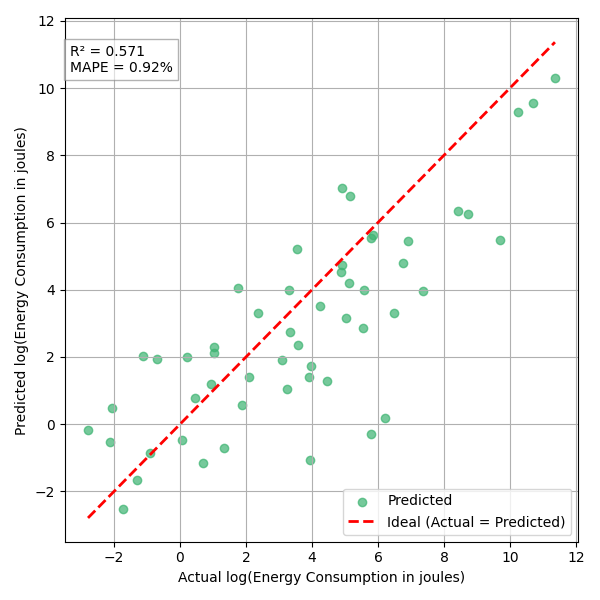 R² = 0.571
MAPE = 0.92%
12
10
8
6
4
2
0
−2
Predicted log(Energy Consumption in joules)
Predicted
Ideal (Actual = Predicted)
−2 0 2 4 6 8 10 12
Actual log(Energy Consumption in joules)